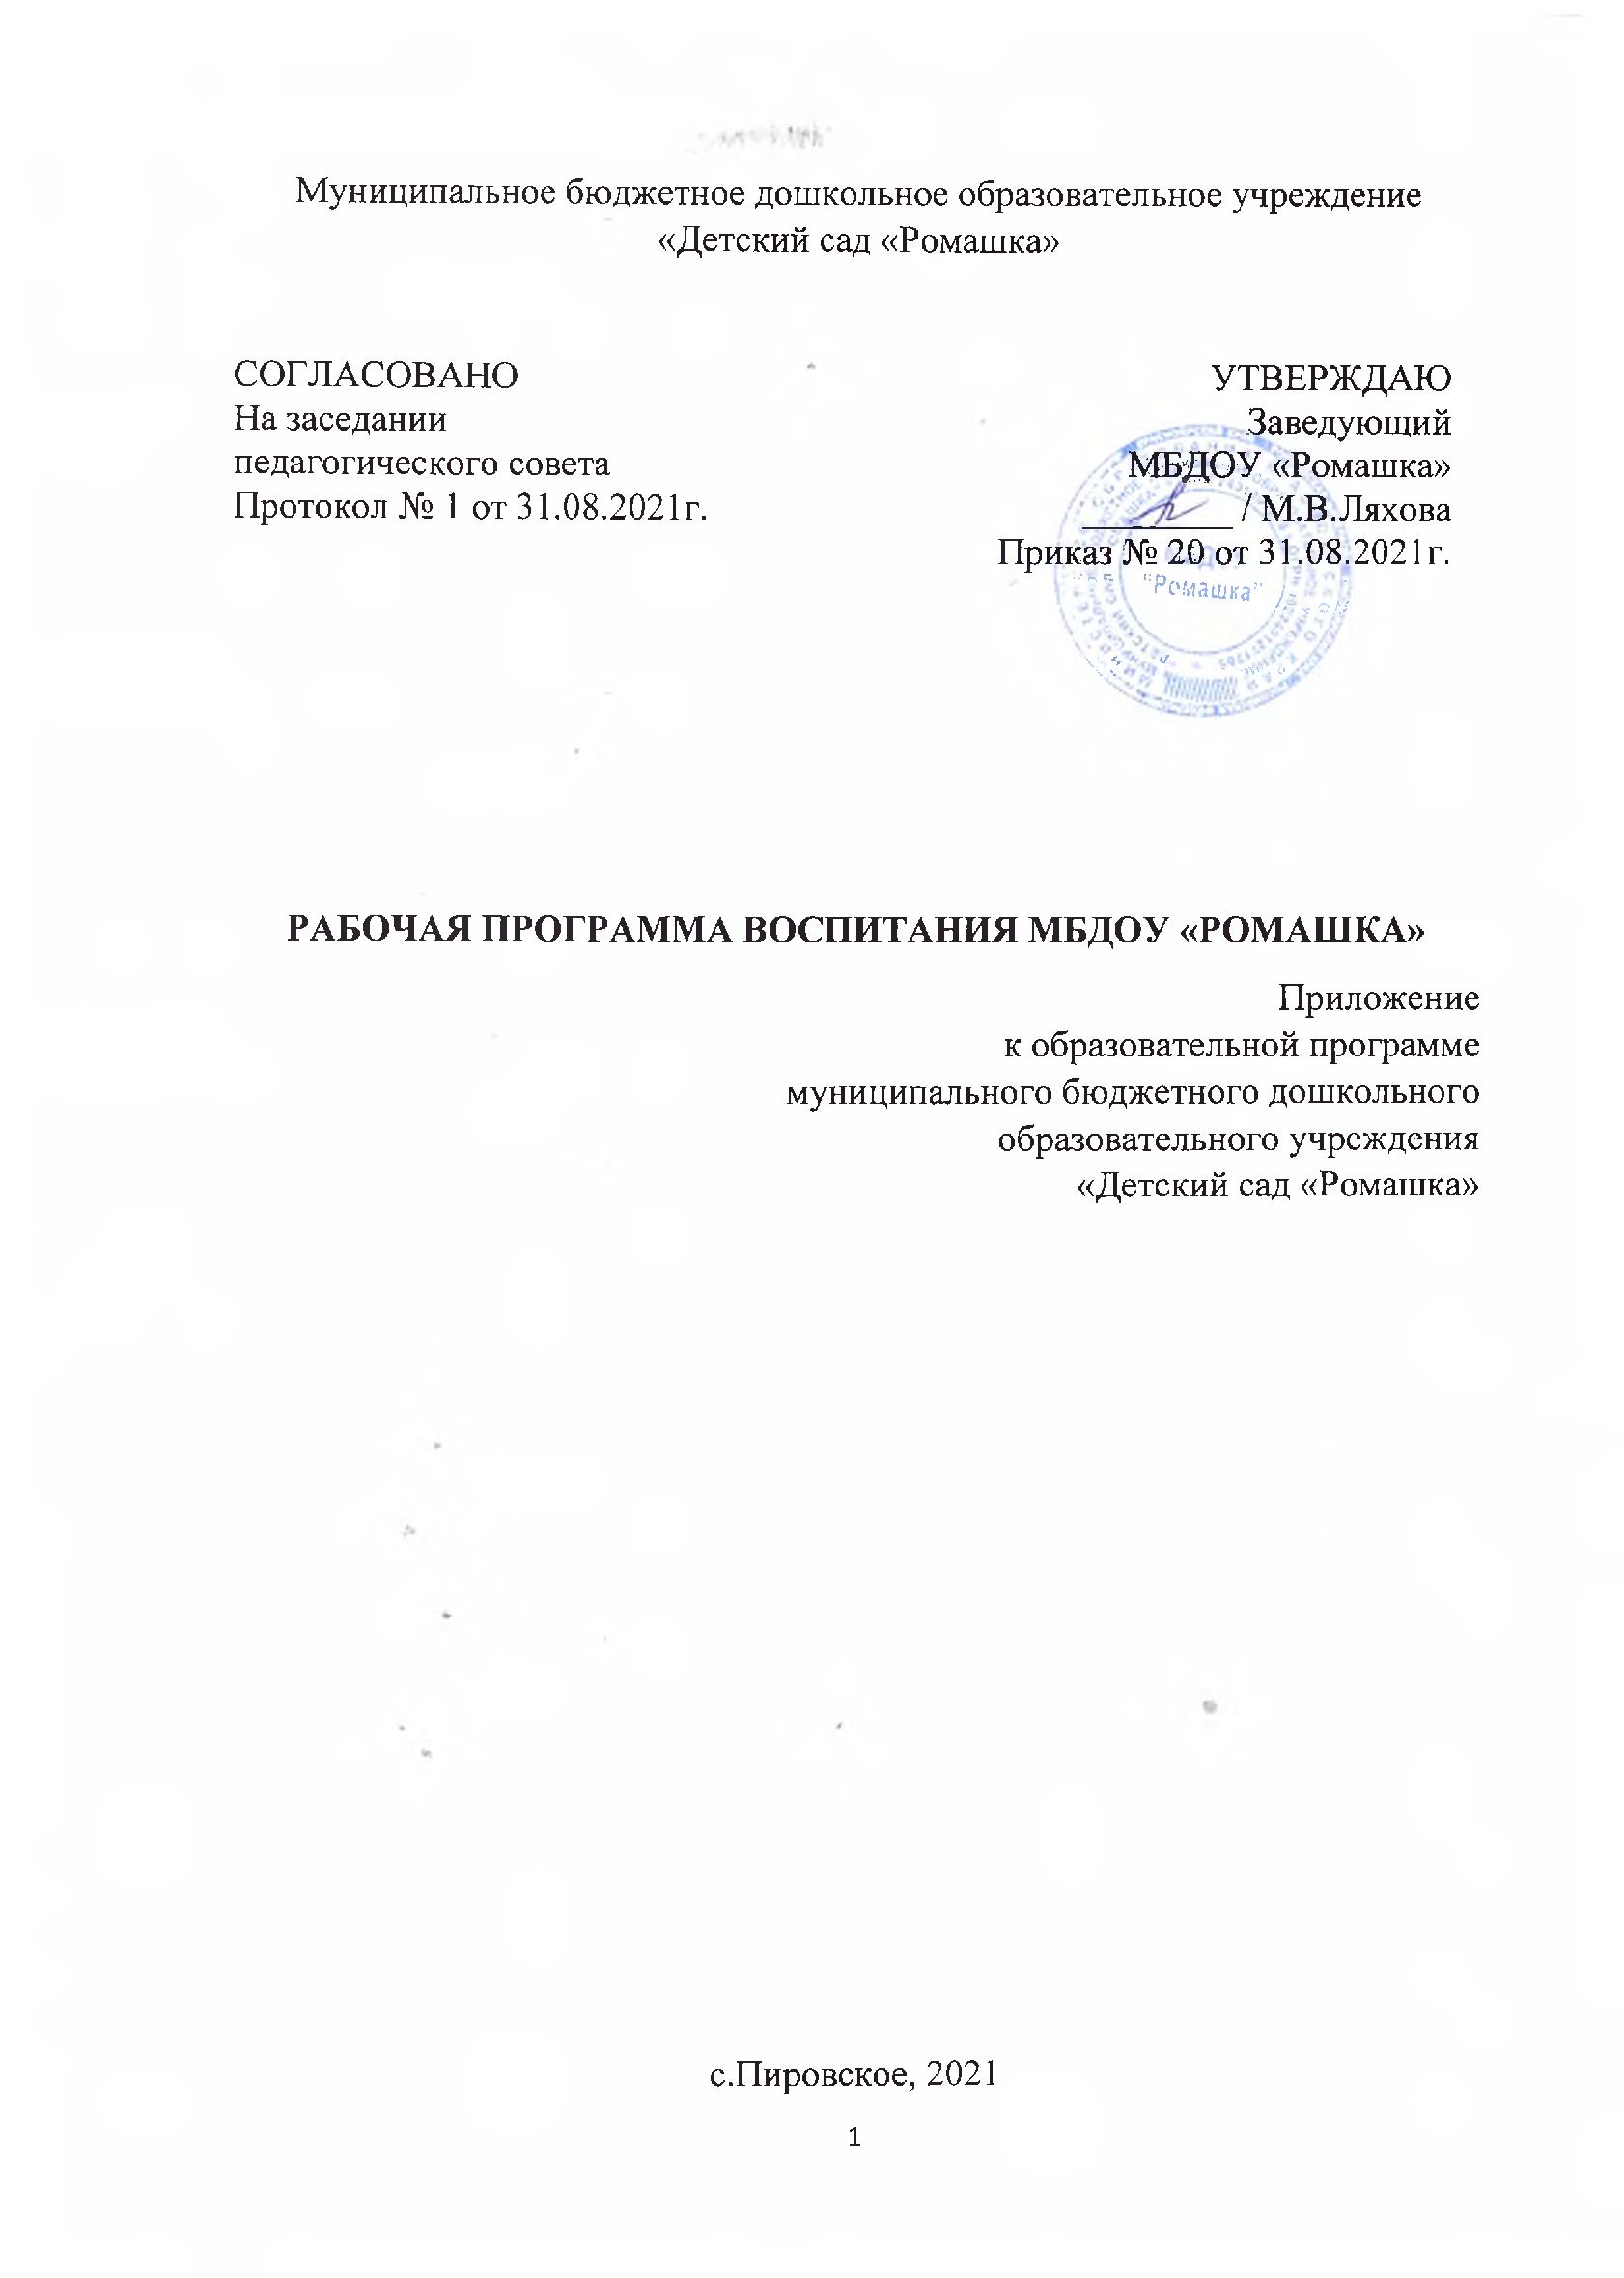 Муниципальное бюджетное дошкольное образовательное учреждение
«Детский сад «Ромашка»
СОГЛАСОВАНО
На заседании
педагогического совета
Протокол № 1 от 31.08.2021г.
УТВЕРЖДАЮ
Заведующий
МБДОУ «Ромашка»
/ М.В.Ляхова
Приказ № 20 от 31.08.2021г.
"Ромашка"
РАБОЧАЯ ПРОГРАММА ВОСПИТАНИЯ МБДОУ «РОМАШКА»
Приложение
к образовательной программе
муниципального бюджетного дошкольного
образовательного учреждения
«Детский сад «Ромашка»
с.Пировское, 2021
1